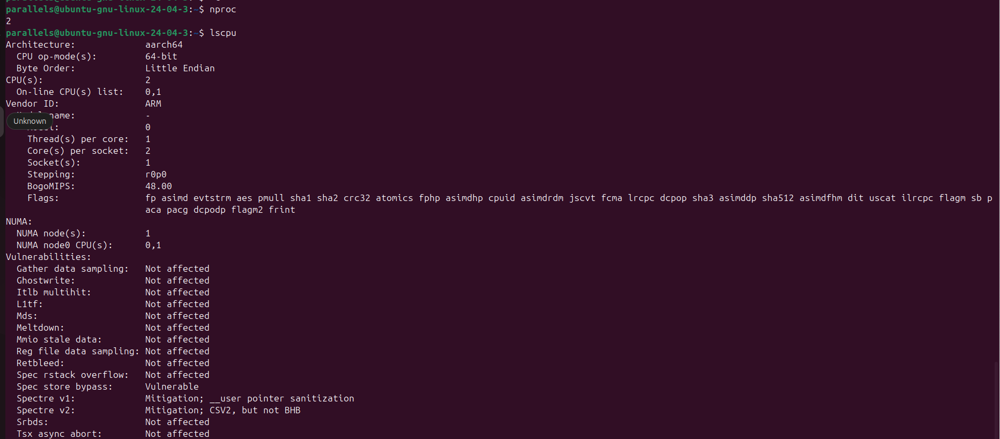 parallels@ubuntu-gnu-linux-24-04-3:~$ nproc
2
parallels@ubuntu-gnu-linux-24-04-3:~$ lscpu
Architecture: aarch64
CPU op-mode(s): 64-bit
Byte Order: Little Endian
CPU(s): 2
On-line CPU(s) list: 0,1
Vendor ID: ARM
name: -
Unknown
0
Thread(s) per core: 1
Core(s) per socket: 2
Socket(s): 1
Stepping: r0p0
BogoMIPS: 48.00
Flags: fp asimd evtstrm aes pmull sha1 sha2 crc32 atomics fphp asimdhp cpuid asimdrdm jscvt fcma lrcpc dcpop sha3 asimddp sha512 asimdfhm dit uscat ilrcpc flagm sb p
aca pacg dcpodp flagm2 frint
NUMA:
NUMA node(s): 1
NUMA node0 CPU(s): 0,1
Vulnerabilities:
Gather data sampling: Not affected
Ghostwrite: Not affected
Itlb multihit: Not affected
L1tf: Not affected
Mds: Not affected
Meltdown: Not affected
Mmio stale data: Not affected
Reg file data sampling: Not affected
Retbleed: Not affected
Spec rstack overflow: Not affected
Spec store bypass: Vulnerable
Spectre v1: Mitigation; __user pointer sanitization
Spectre v2: Mitigation; CSV2, but not BHB
Srbds: Not affected
Tsx async abort: Not affected